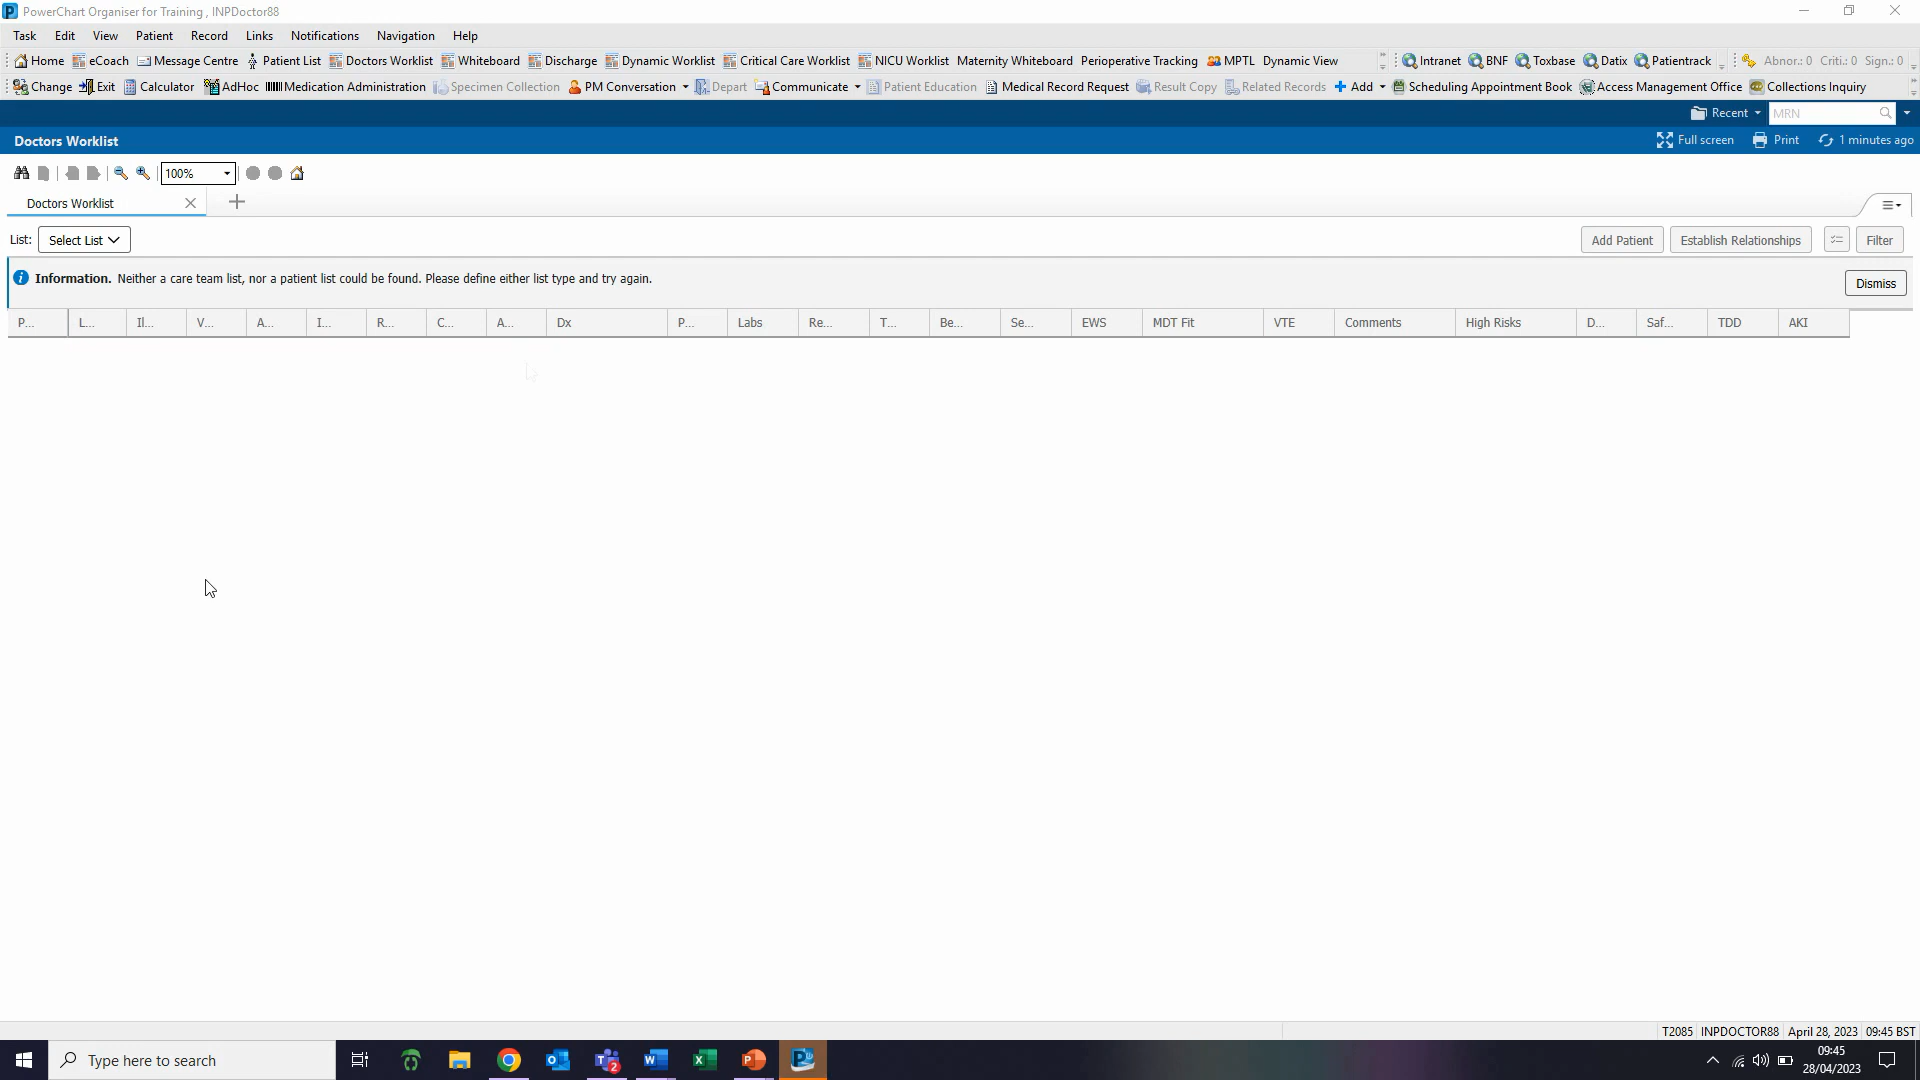 PowerChart Organiser for Training , INPDoctor88
Task Edit View Patient Record Links Notifications Navigation Help
Home eCoach Message Centre Patient List Doctors Worklist Whiteboard Discharge Dynamic Worklist Critical Care Worklist NICU Worklist Maternity Whiteboard Perioperative Tracking MPTL Dynamic View Intranet BNF Toxbase Datix Patientrack Abnor.: 0 Criti.: 0 Sign.: 0
Change Exit Calculator AdHoc Medication Administration Specimen Collection PM Conversation Depart Communicate Patient Education Medical Record Request Result Copy Related Records Add Scheduling Appointment Book Access Management Office Collections Inquiry
Recent MRN
Doctors Worklist Full screen Print 1 minutes ago
100%
Doctors Worklist
List: Select List Add Patient Establish Relationships Filter
Information. Neither a care team list, nor a patient list could be found. Please define either list type and try again. Dismiss
P... L... Il... V... A... I... R... C... A... Dx P... Labs Re... T... Be... Se... EWS MDT Fit VTE Comments High Risks D... Saf... TDD AKI
T2085 INPDOCTOR88 April 28, 2023 09:45 BST
Type here to search 2 09:45
28/04/2023